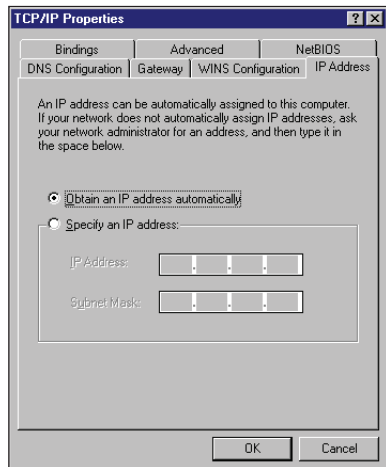 TCP/IP Properties
Bindings Advanced NetBIOS
DNS Configuration Gateway WINS Configuration IP Address
An IP address can be automatically assigned to this computer.
If your network does not automatically assign IP addresses, ask
your network administrator for an address, and then type it in
the space below.
Obtain an IP address automatically
Specify an IP address:
IP Address:
Subnet Mask:
OK Cancel